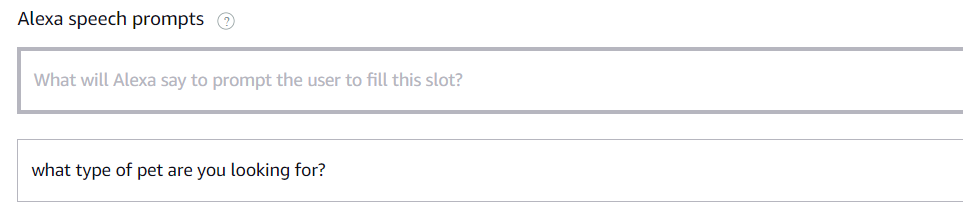 Alexa speech prompts ?
What will Alexa say to prompt the user to fill this slot?
what type of pet are you looking for?